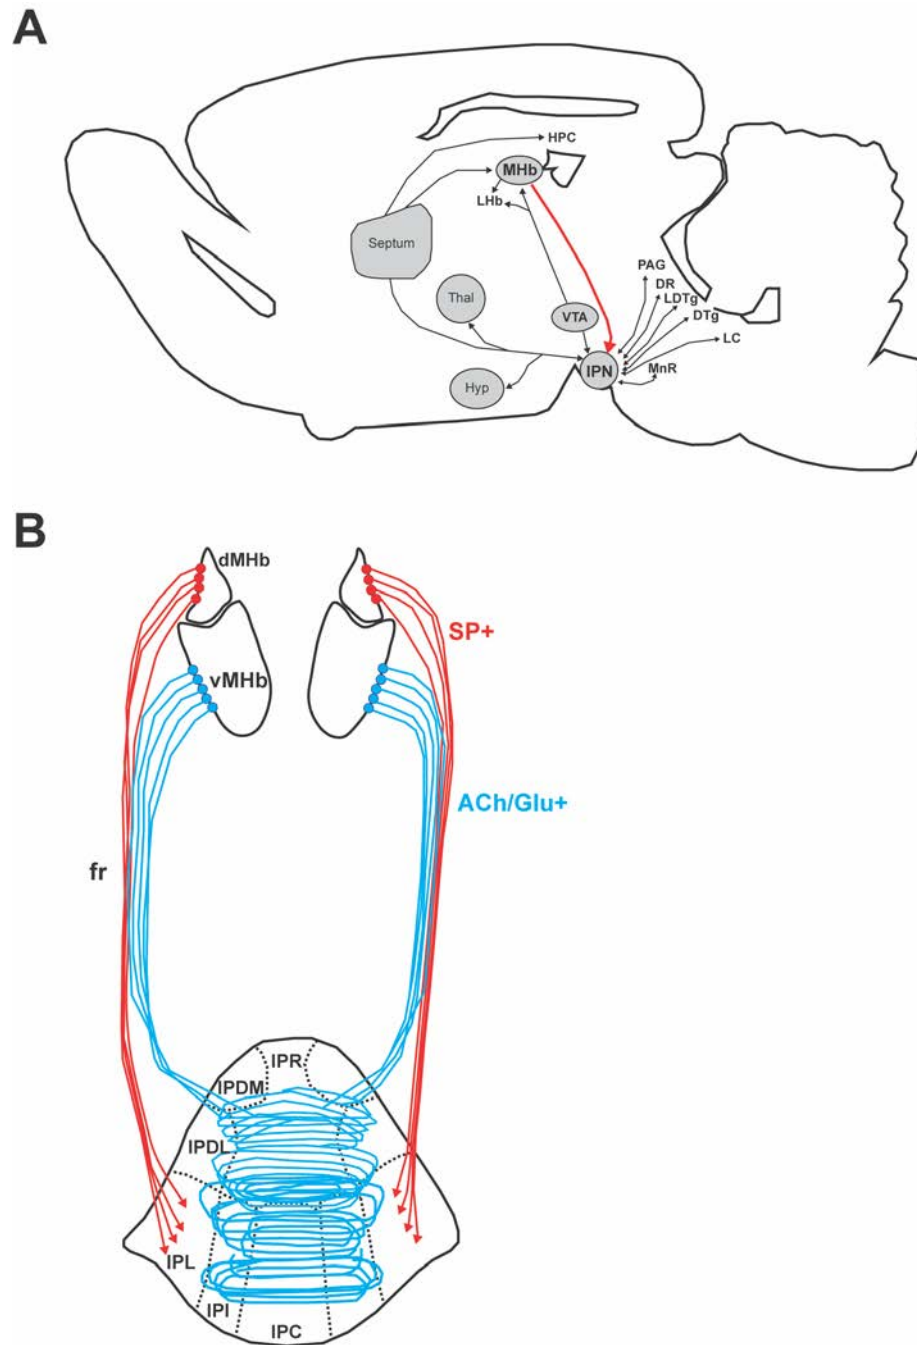 A
HPC
MHb
LHb
Septum
PAG
DR
LDTg
Thal
VTA
DTg
LC
IPN
MnR
Hyp
B
dMHb
SP+
vMHb
ACh/Glu+
fr
IPR
IPDM
IPDL
IPL
IPI
IPC